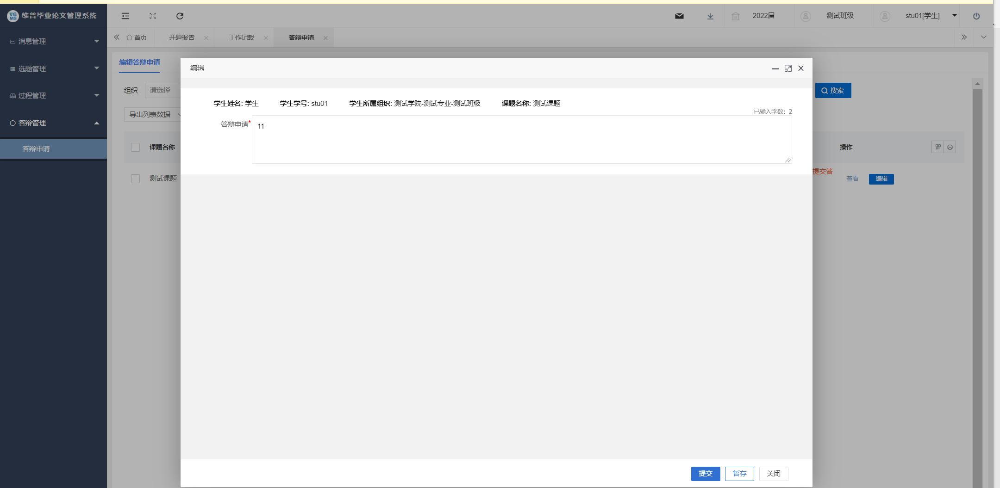 维普毕业论文管理系统
2022届
测试班级
stu01[学生]
首页
开题报告
工作记载
答辩申请
消息管理
选题管理
过程管理
答辩管理
答辩申请
编辑答辩申请
组织
请选择
搜索
导出列表数据
课题名称
操作
测试课题
提交答
查看
编辑
编辑
学生姓名: 学生 学生学号: stu01 学生所属组织: 测试学院-测试专业-测试班级 课题名称: 测试课题
已输入字数: 2
答辩申请*
11
提交
暂存
关闭